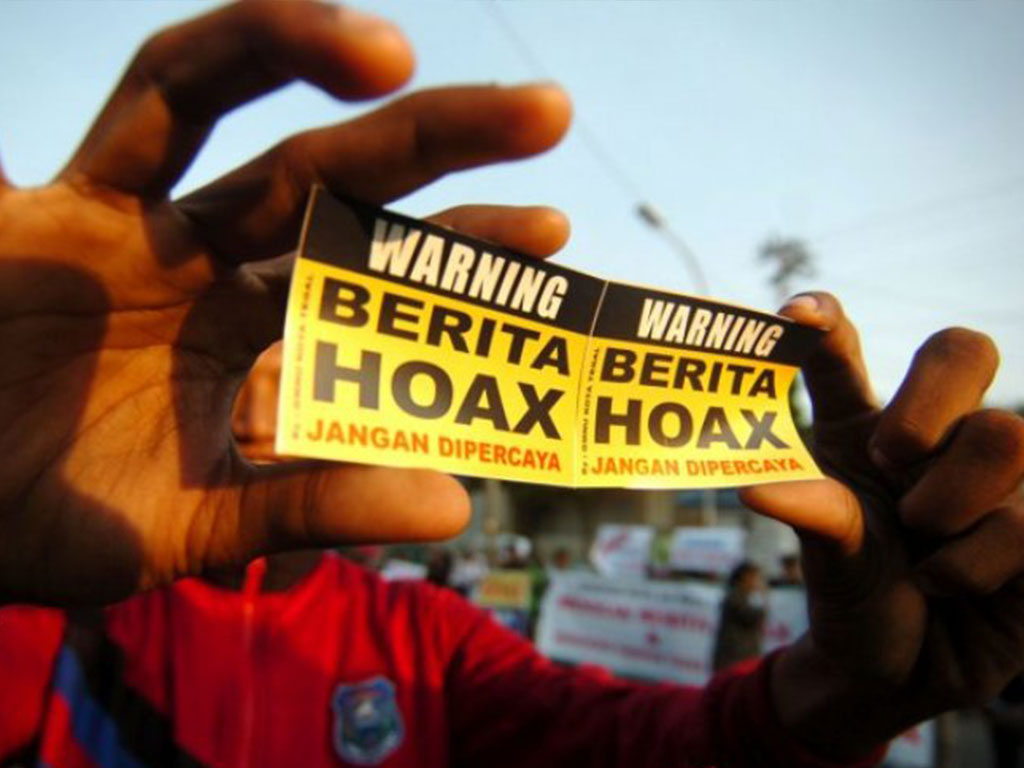 WARNING
BERITA
HOAX
JANGAN DIPERCAYA
WARNING
BERITA
HOAX
JANGAN DIPERCAYA